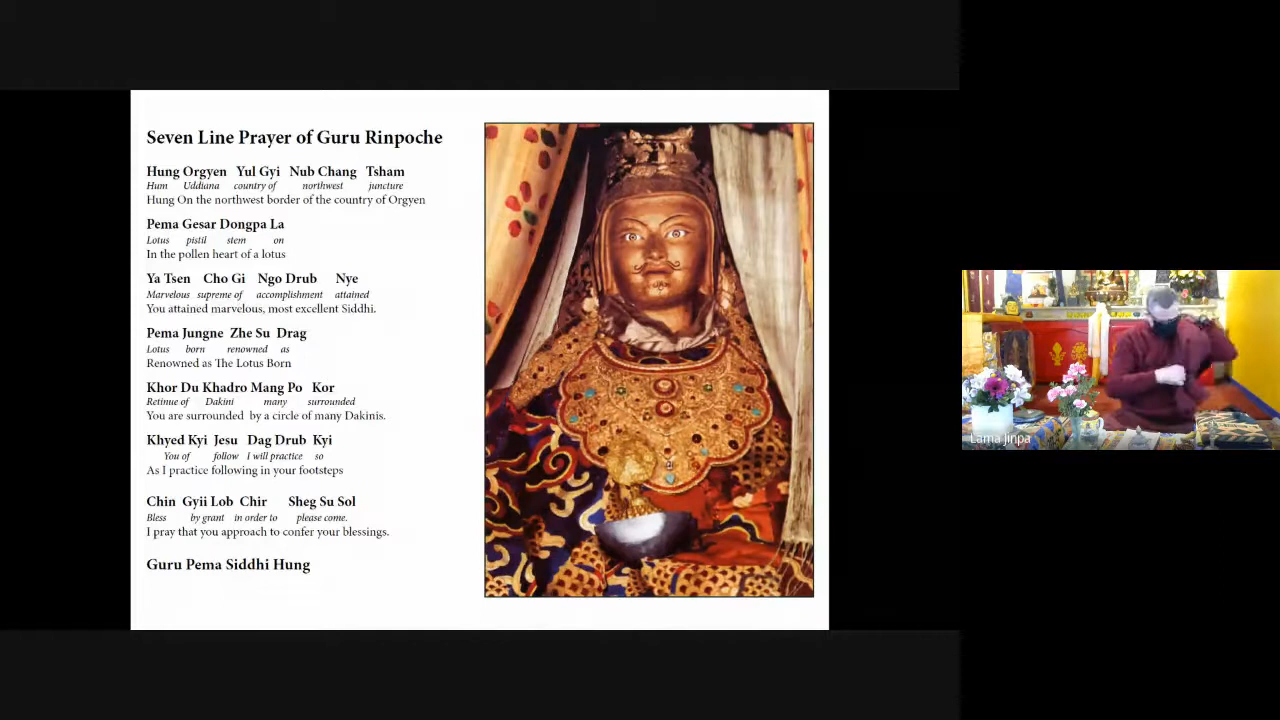 Seven Line Prayer of Guru Rinpoche
Hung Orgyen Yul Gyi Nub Chang Tsham
Hum Uddiana country of northwest juncture
Hung On the northwest border of the country of Orgyen
Pema Gesar Dongpa La
Lotus pistil stem on
In the pollen heart of a lotus
Ya Tsen Cho Gi Ngo Drub Nye
Marvelous supreme of accomplishment attained
You attained marvelous, most excellent Siddhi.
Pema Jungne Zhe Su Drag
Lotus born renowned as
Renowned as The Lotus Born
Khor Du Khadro Mang Po Kor
Retinue of Dakini many surrounded
You are surrounded by a circle of many Dakinis.
Khyed Kyi Jesu Dag Drub Kyi
You of follow I will practice so
As I practice following in your footsteps
Chin Gyii Lob Chir Sheg Su Sol
Bless by grant in order to please come.
I pray that you approach to confer your blessings.
Guru Pema Siddhi Hung
Lama Jinpa